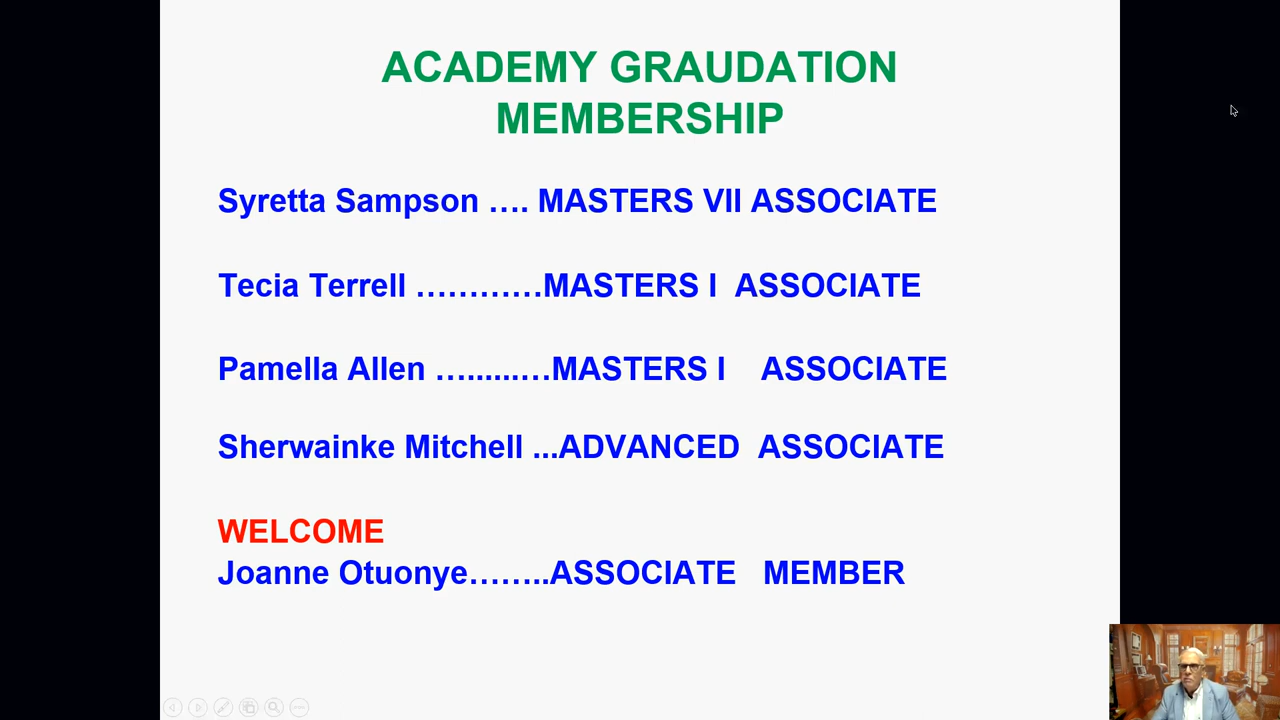 ACADEMY GRAUDATION
MEMBERSHIP
Syretta Sampson …. MASTERS VII ASSOCIATE
Tecia Terrell …………MASTERS I  ASSOCIATE
Pamella Allen ….....…MASTERS I    ASSOCIATE
Sherwainke Mitchell ...ADVANCED  ASSOCIATE
WELCOME
Joanne Otuonye……..ASSOCIATE   MEMBER